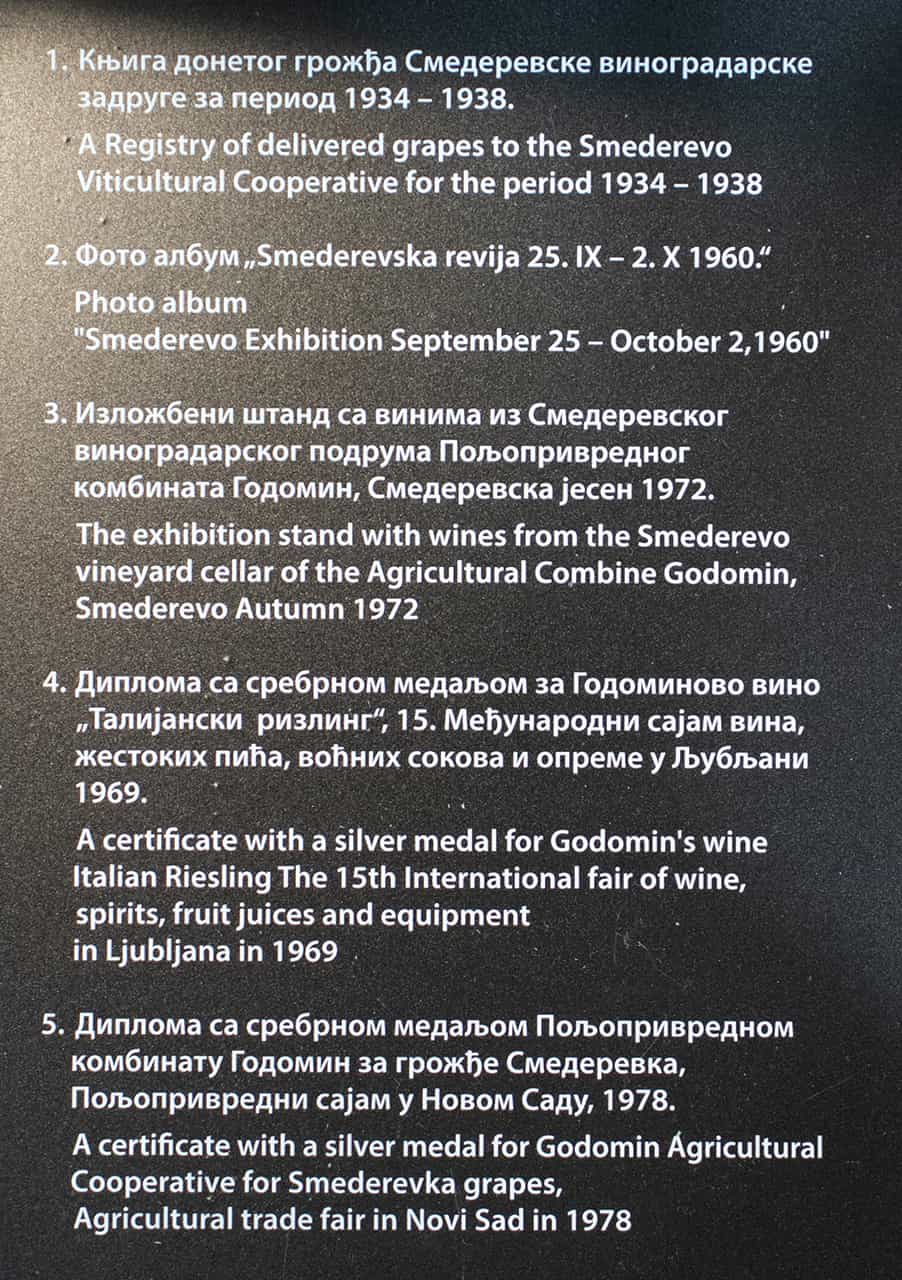 1. Књига донетог грожђа Смедеревске виноградарске
задруге за период 1934 – 1938.
A Registry of delivered grapes to the Smederevo
Viticultural Cooperative for the period 1934 – 1938
2. Фото албум „Smederevska revija 25. IX – 2. X 1960.“
Photo album
"Smederevo Exhibition September 25 – October 2,1960"
3. Изложбени штанд са винима из Смедеревског
виноградарског подрума Пољопривредног
комбината Годомин, Смедеревска јесен 1972.
The exhibition stand with wines from the Smederevo
vineyard cellar of the Agricultural Combine Godomin,
Smederevo Autumn 1972
4. Диплома са сребрном медаљом за Годоминово вино
„Талијански ризлинг“, 15. Међународни сајам вина,
жестоких пића, воћних сокова и опреме у Љубљани
1969.
A certificate with a silver medal for Godomin's wine
Italian Riesling The 15th International fair of wine,
spirits, fruit juices and equipment
in Ljubljana in 1969
5. Диплома са сребрном медаљом Пољопривредном
комбинату Годомин за грожђе Смедеревка,
Пољопривредни сајам у Новом Саду, 1978.
A certificate with a silver medal for Godomin Agricultural
Cooperative for Smederevka grapes,
Agricultural trade fair in Novi Sad in 1978